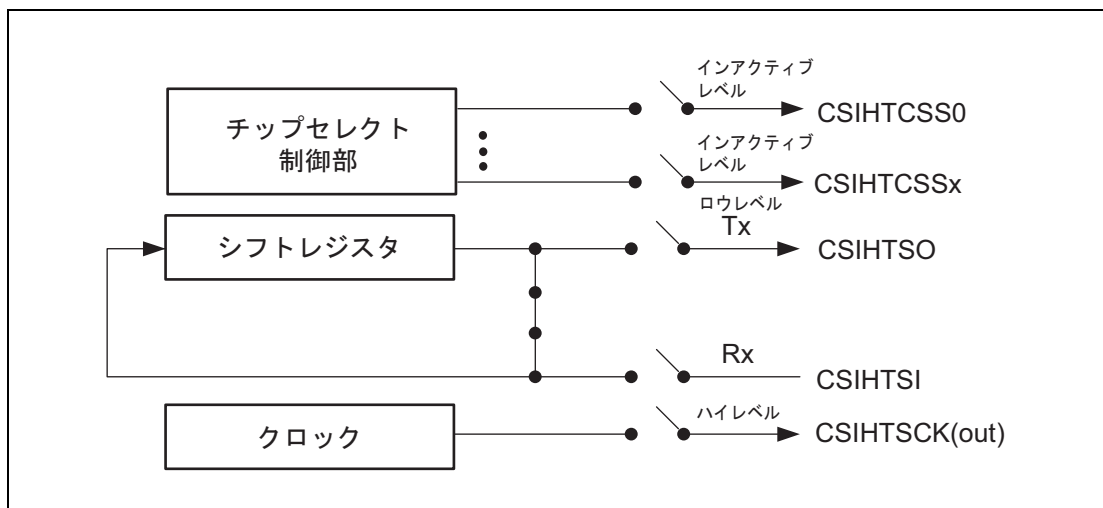 チップセレクト
制御部
インアクティブ
レベル
CSIHTCSS0
インアクティブ
レベル
CSIHTCSSx
シフトレジスタ
ロウレベル
Tx
CSIHTSO
Rx
CSIHTSI
クロック
ハイレベル
CSIHTSCK(out)